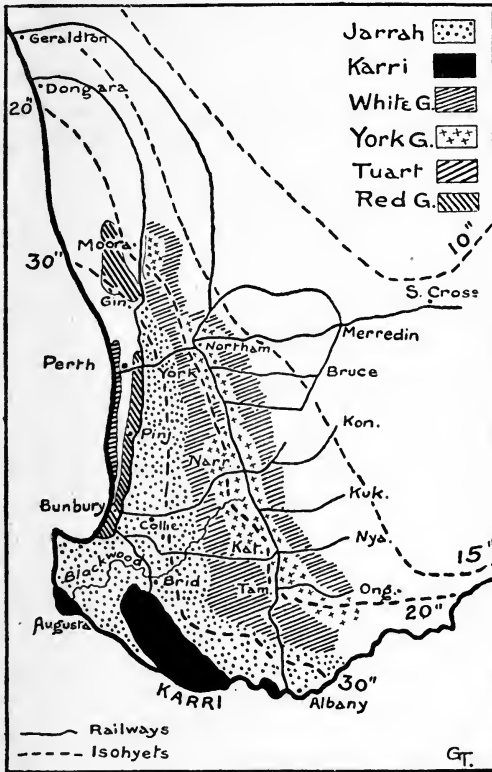 Geraldton
Dongara
20"
30"
Moora
Gin.
Perth
York
Northam
Pinj
Narr
Bunbury
Collie
Kat.
Blackwood
Brid
Tam
Augusta
KARRI
Albany
Jarrah
Karri
White G.
York G.
Tuart
Red G.
10"
S. Cross
Merredin
Bruce
Kon.
Kuk.
Nya.
15"
Ong.
20"
30"
Railways
Isohyets
GT.